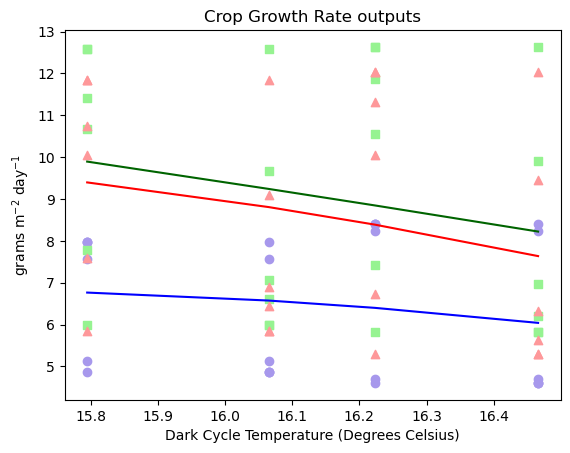 Crop Growth Rate outputs
grams m⁻² day⁻¹
13
12
11
10
9
8
7
6
5
15.8 15.9 16.0 16.1 16.2 16.3 16.4
Dark Cycle Temperature (Degrees Celsius)